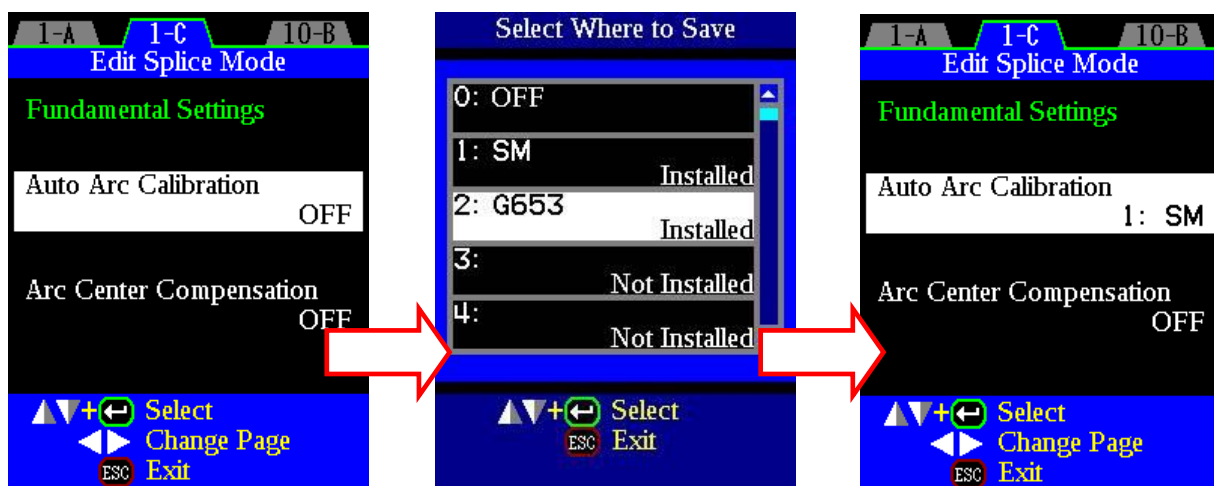 1-A 1-C 10-B
Edit Splice Mode
Fundamental Settings
Auto Arc Calibration
OFF
Arc Center Compensation
OFF
+ Select
Change Page
ESC Exit
Select Where to Save
0: OFF
1: SM
Installed
2: G653
Installed
3:
Not Installed
4:
Not Installed
+ Select
ESC Exit
1-A 1-C 10-B
Edit Splice Mode
Fundamental Settings
Auto Arc Calibration
1: SM
Arc Center Compensation
OFF
+ Select
Change Page
ESC Exit